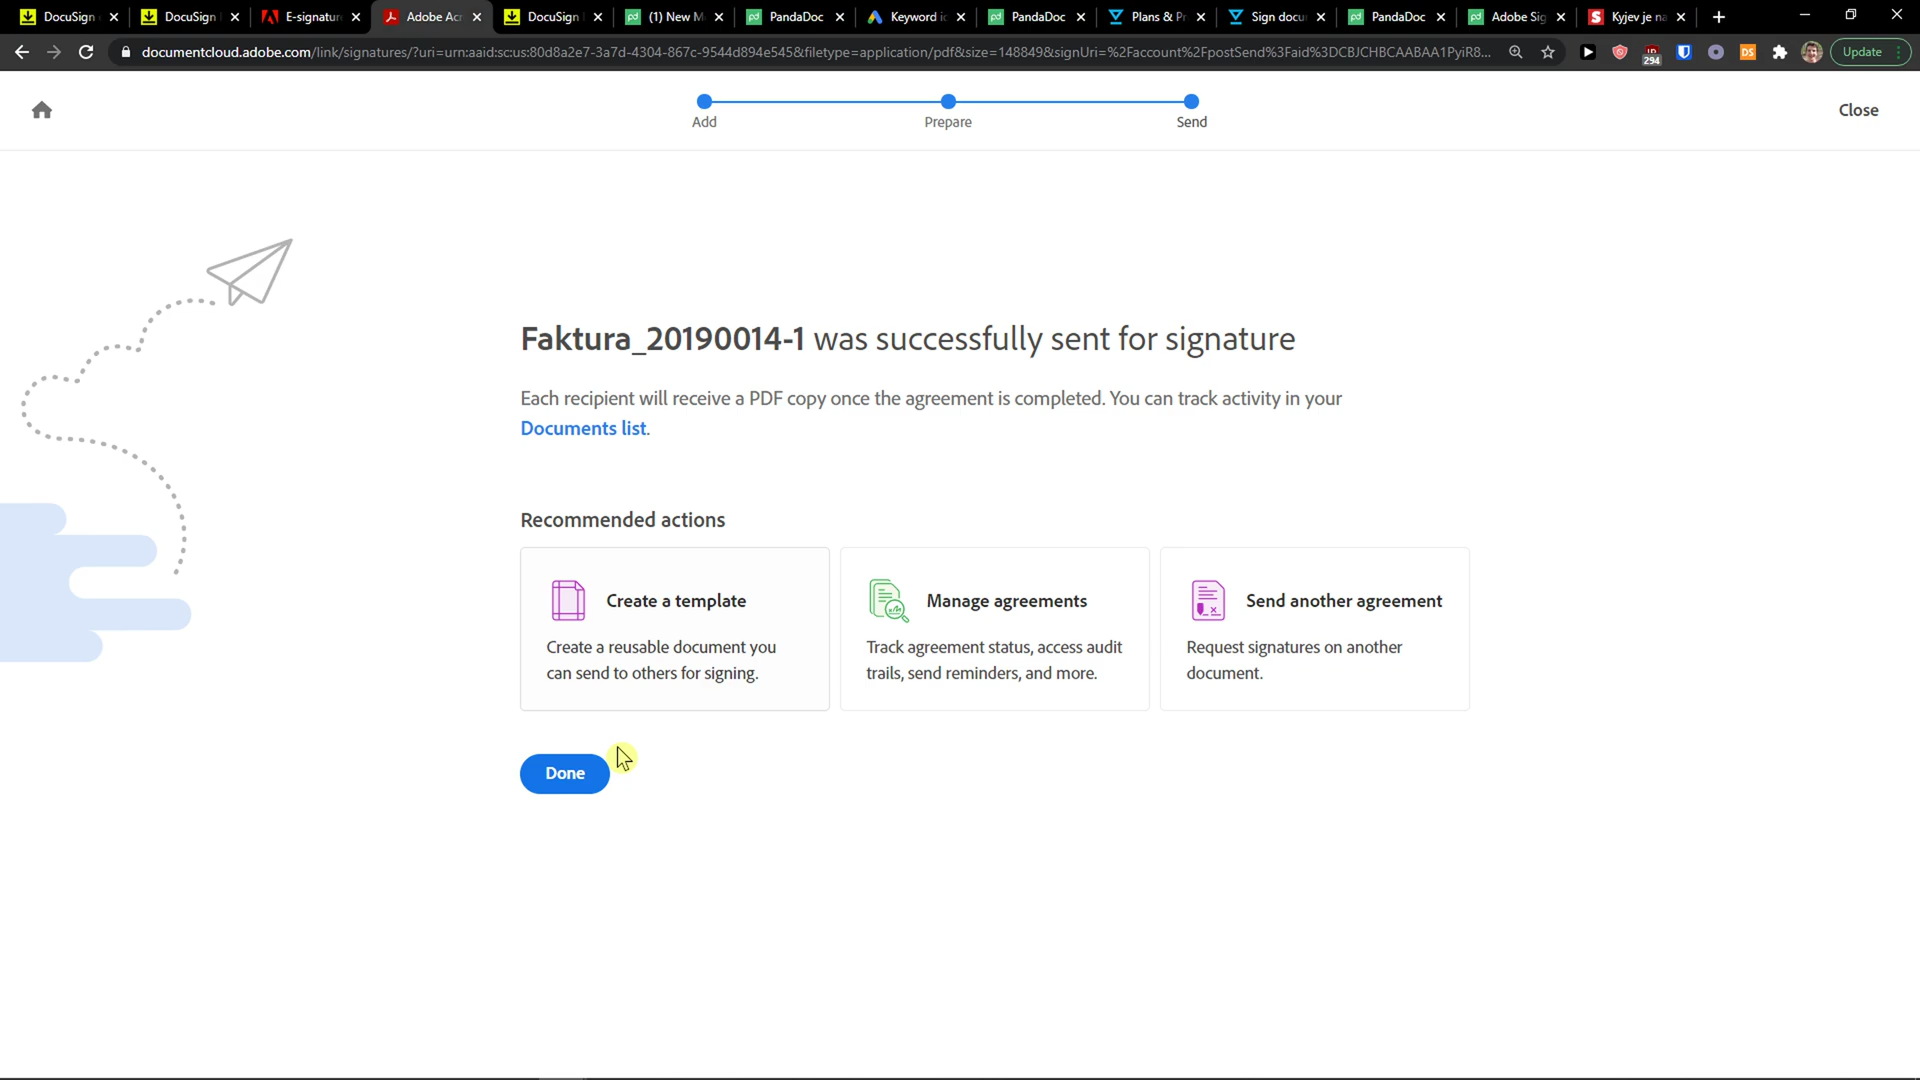 DocuSign
DocuSign
E-signatur
Adobe Acr
DocuSign
(1) New M
PandaDoc
Keyword id
PandaDoc
Plans & Pr
Sign docu
PandaDoc
Adobe Sig
Kyjev je na
documentcloud.adobe.com/link/signatures/?uri=urn:aaid:sc:us:80d8a2e7-3a7d-4304-867c-9544d894e545&filetype=application/pdf&size=148849&signUri=%2Faccount%2FpostSend%3Faid%3DCBJCHBCAABAA1PyiR8...
294
DS
Update
Add
Prepare
Send
Close
Faktura_20190014-1 was successfully sent for signature
Each recipient will receive a PDF copy once the agreement is completed. You can track activity in your
Documents list.
Recommended actions
Create a template
Create a reusable document you
can send to others for signing.
Manage agreements
Track agreement status, access audit
trails, send reminders, and more.
Send another agreement
Request signatures on another
document.
Done